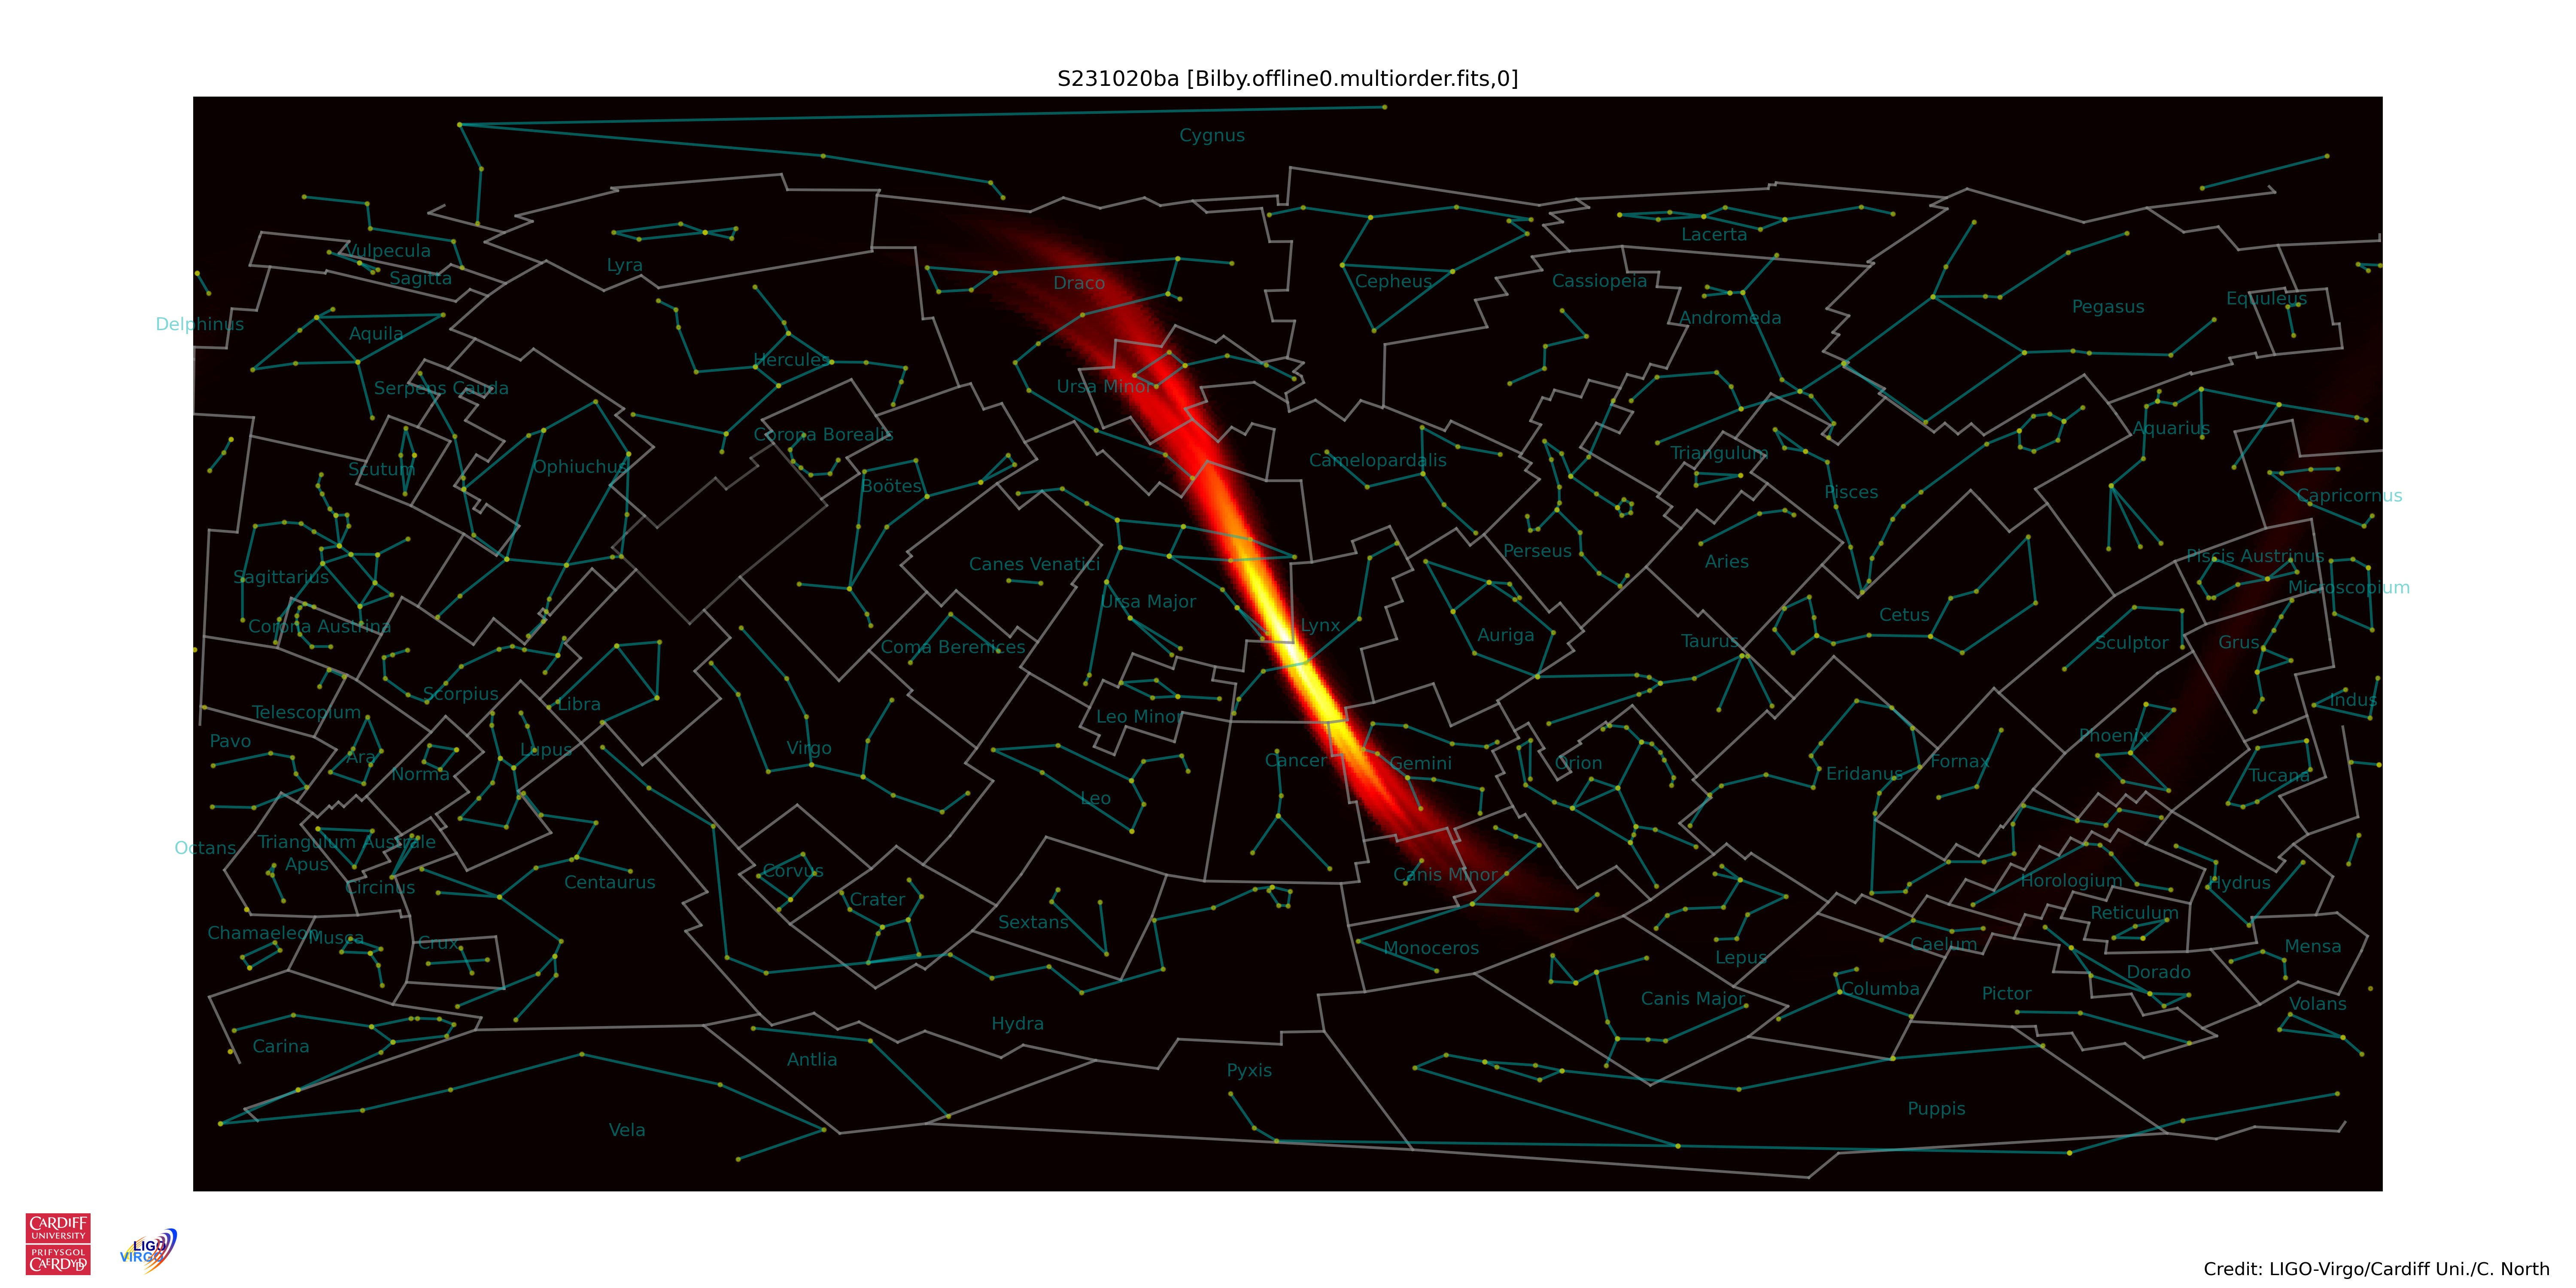 S231020ba [Bilby.offline0.multiorder.fits,0]
Cygnus
Vulpecula
Sagitta
Lyra
Draco
Cepheus
Cassiopeia
Lacerta
Andromeda
Pegasus
Equuleus
Delphinus
Aquila
Serpens Cauda
Hercules
Ursa Minor
Scutum
Ophiuchus
Corona Borealis
Boötes
Camelopardalis
Triangulum
Pisces
Aquarius
Capricornus
Sagittarius
Corona Austrina
Canes Venatici
Ursa Major
Coma Berenices
Lynx
Perseus
Auriga
Aries
Taurus
Cetus
Sculptor
Piscis Austrinus
Microscopium
Grus
Indus
Telescopium
Scorpius
Libra
Pavo
Ara
Norma
Lupus
Virgo
Leo Minor
Leo
Cancer
Gemini
Orion
Eridanus
Fornax
Phoenix
Tucana
Octans
Triangulum Australe
Apus
Circinus
Centaurus
Corvus
Crater
Sextans
Canis Minor
Monoceros
Horologium
Hydrus
Reticulum
Chamaeleon
Musca
Crux
Lepus
Caelum
Mensa
Dorado
Canis Major
Columba
Pictor
Volans
Carina
Antlia
Hydra
Pyxis
Vela
Puppis
CARDIFF
UNIVERSITY
PRIFYSGOL
CAERDYDD
LIGO
VIRGO
Credit: LIGO-Virgo/Cardiff Uni./C. North